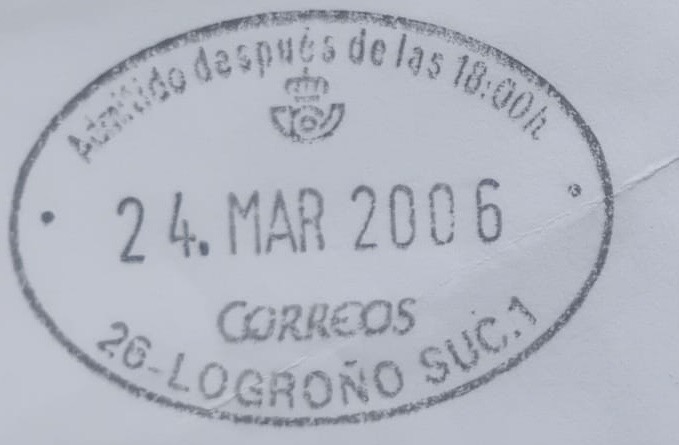 Admitido después de las 18:00h.
24. MAR 2006
CORREOS
26-LOGROÑO SUC.1